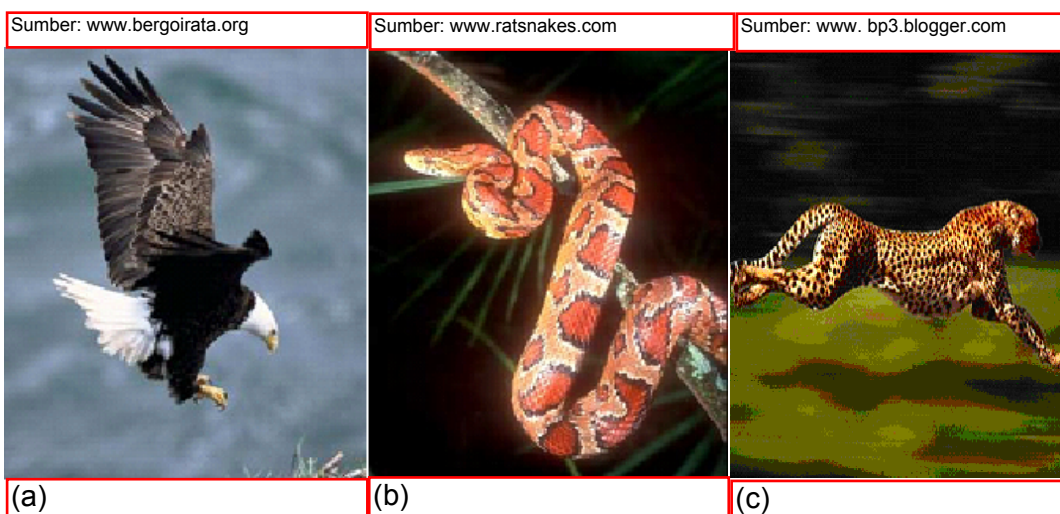 Sumber: www.bergoirata.org
Sumber: www.ratsnakes.com
Sumber: www. bp3.blogger.com
(a)
(b)
(c)